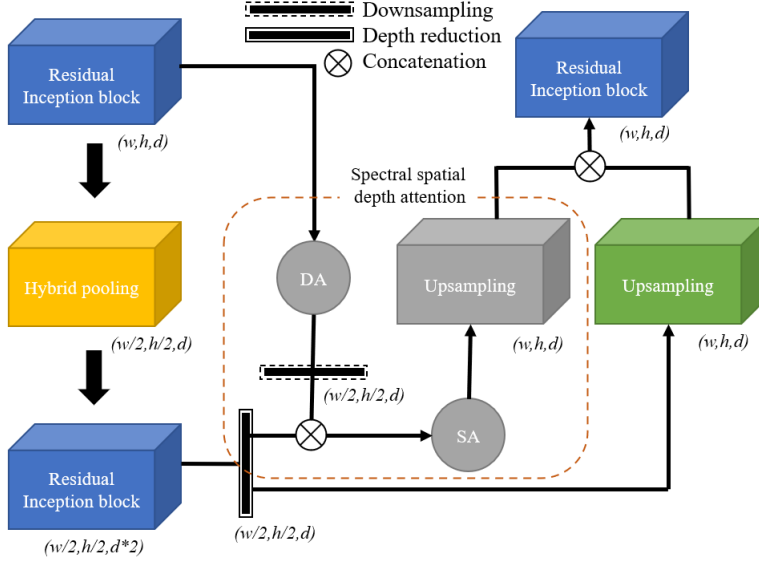 Downsampling
Depth reduction
Concatenation
Residual
Inception block
(w,h,d)
Residual
Inception block
(w,h,d)
Spectral spatial
depth attention
Hybrid pooling
(w/2,h/2,d)
DA
Upsampling
(w,h,d)
Upsampling
(w,h,d)
(w/2,h/2,d)
SA
Residual
Inception block
(w/2,h/2,d*2)
(w/2,h/2,d)